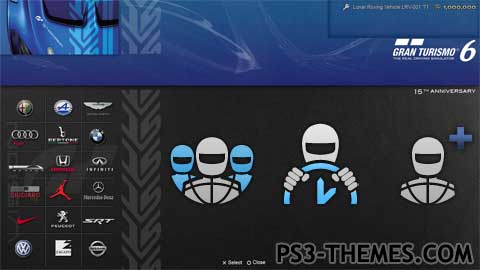 Lunar Roving Vehicle LRV-001 '71
1,000,000
GRAN TURISMO 6
THE REAL DRIVING SIMULATOR
15TH ANNIVERSARY
BERTONE
HONDA
INFINITI
GIUGIARO
Mercedes-Benz
PEUGEOT
SRT
× Select ○ Close
PS3-THEMES.COM